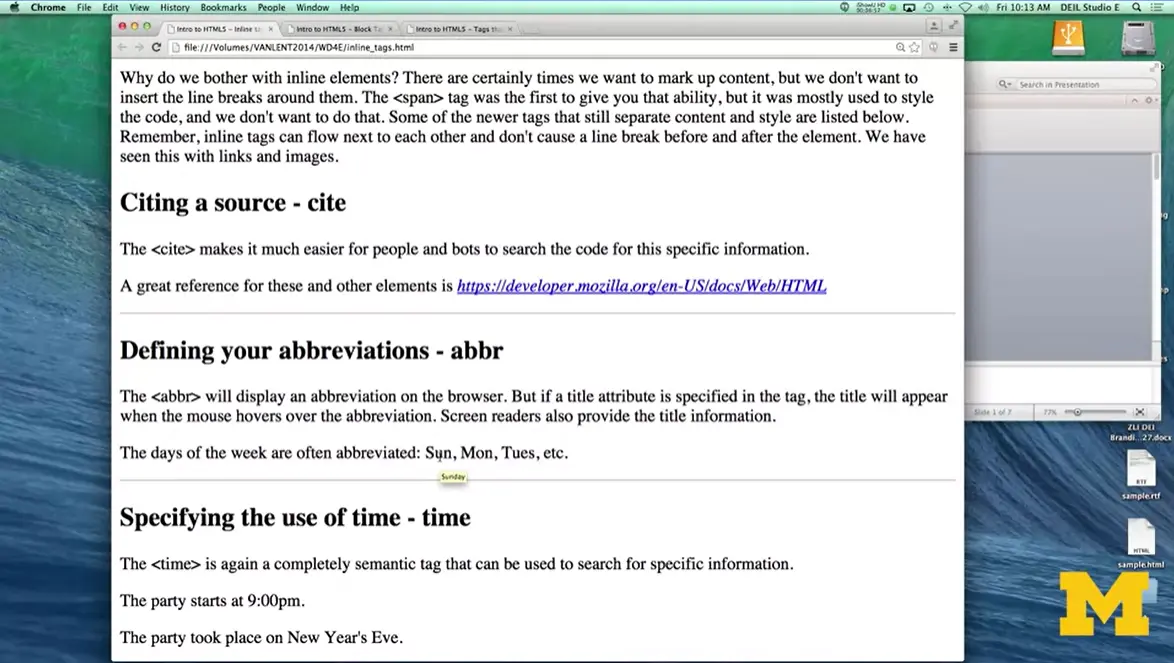 Chrome File Edit View History Bookmarks People Window Help
Fri 10:13 AM DEIL Studio E
Intro to HTML5 - Inline t
Intro to HTML5 - Block Ta
Intro to HTML5 - Tags tha
file:///Volumes/VANLENT2014/WD4E/inline_tags.html
Search in Presentation
Why do we bother with inline elements? There are certainly times we want to mark up content, but we don't want to
insert the line breaks around them. The <span> tag was the first to give you that ability, but it was mostly used to style
the code, and we don't want to do that. Some of the newer tags that still separate content and style are listed below.
Remember, inline tags can flow next to each other and don't cause a line break before and after the element. We have
seen this with links and images.
Citing a source - cite
The <cite> makes it much easier for people and bots to search the code for this specific information.
A great reference for these and other elements is https://developer.mozilla.org/en-US/docs/Web/HTML
Defining your abbreviations - abbr
The <abbr> will display an abbreviation on the browser. But if a title attribute is specified in the tag, the title will appear
when the mouse hovers over the abbreviation. Screen readers also provide the title information.
The days of the week are often abbreviated: Sun, Mon, Tues, etc.
Sunday
Specifying the use of time - time
The <time> is again a completely semantic tag that can be used to search for specific information.
The party starts at 9:00pm.
The party took place on New Year's Eve.
Slide 1 of 7
77%
ZLI DEI
Brandi...27.docx
RTF
sample.rtf
HTML
sample.html
M